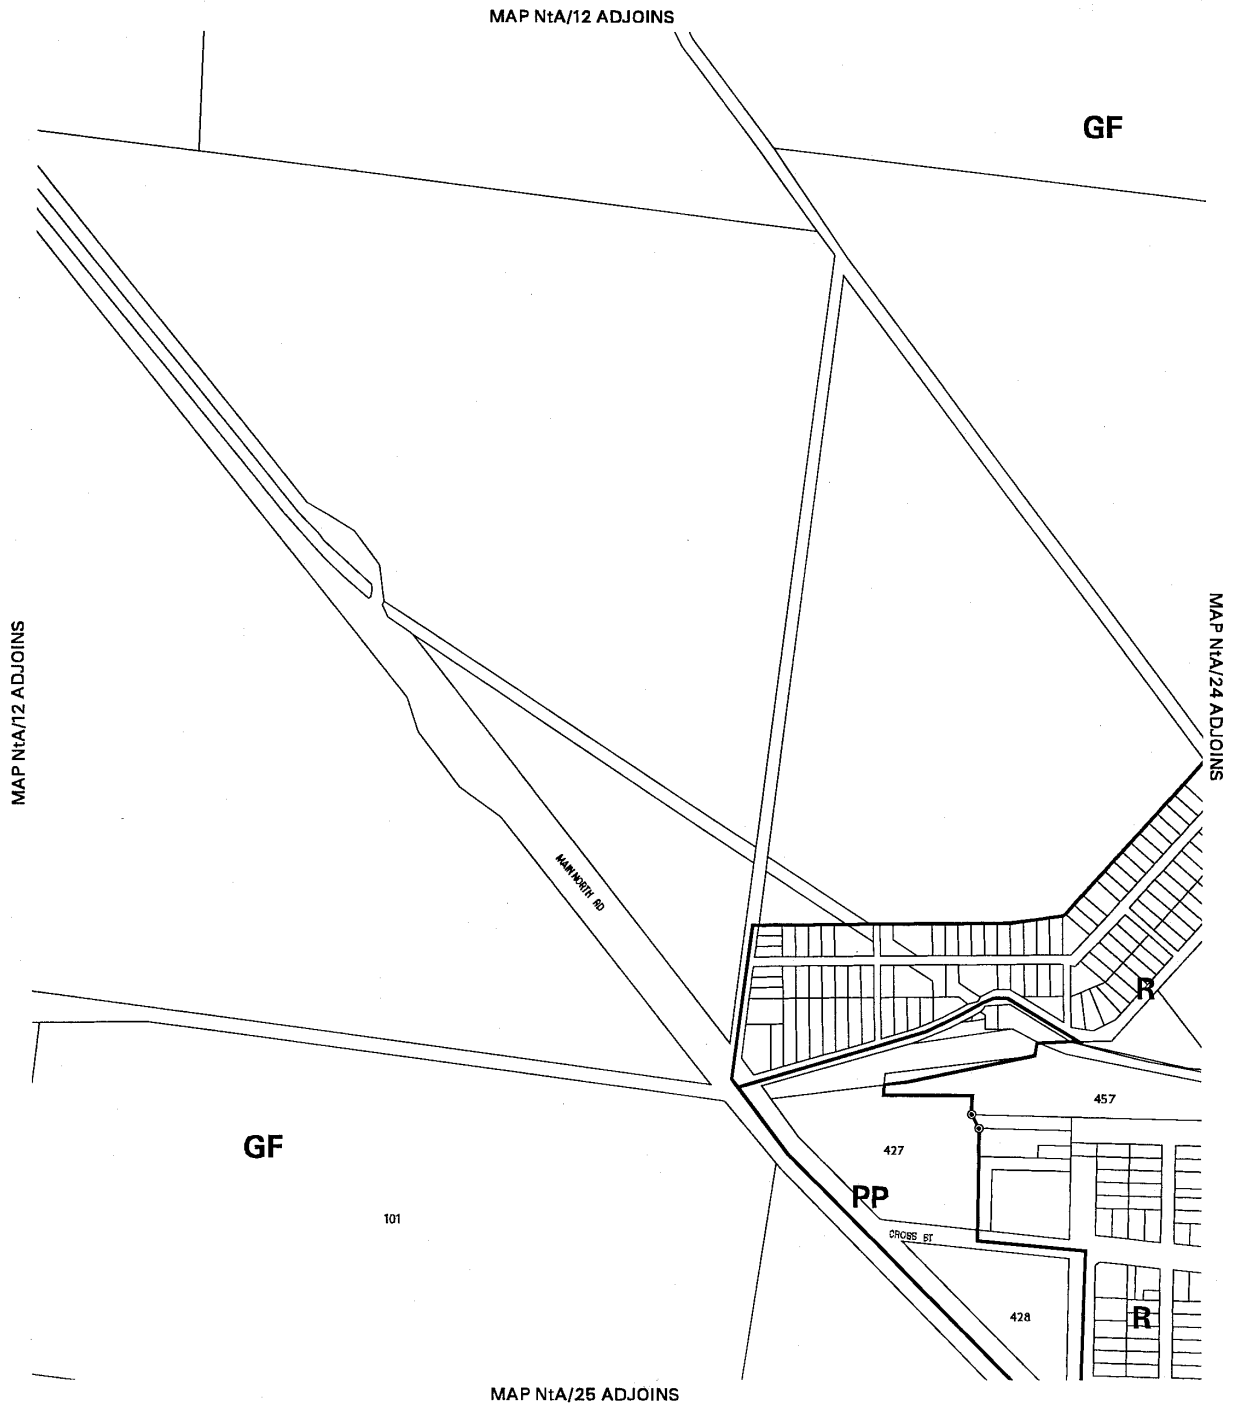 MAP NtA/12 ADJOINS
GF
MAP NtA/12 ADJOINS
MAP NtA/24 ADJOINS
MAIN NORTH RD
R
457
427
GF
PP
101
CROSS ST
428
R
MAP NtA/25 ADJOINS